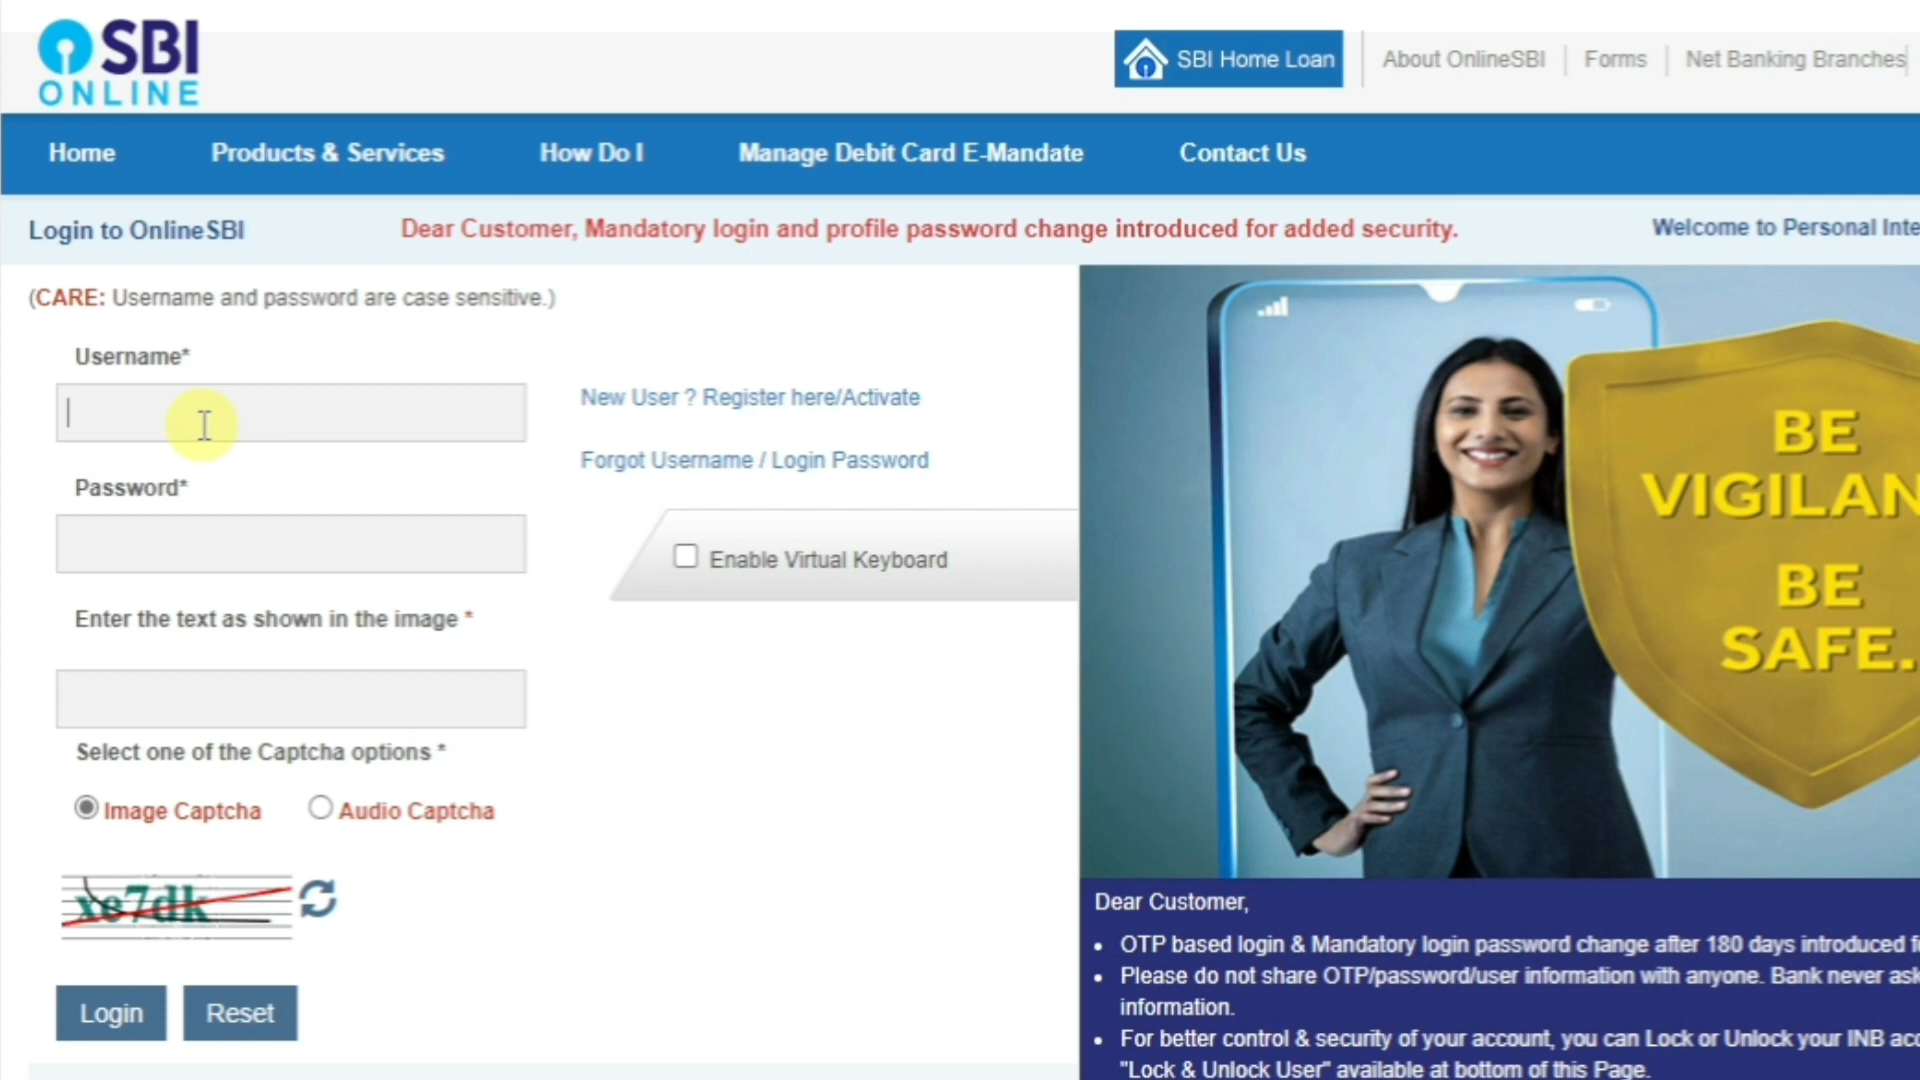 SBI
ONLINE
SBI Home Loan
About OnlineSBI
Forms
Net Banking Branches
Home
Products & Services
How Do I
Manage Debit Card E-Mandate
Contact Us
Login to OnlineSBI
Dear Customer, Mandatory login and profile password change introduced for added security.
Welcome to Personal Inte
(CARE: Username and password are case sensitive.)
Username*
New User ? Register here/Activate
Forgot Username / Login Password
Password*
Enable Virtual Keyboard
Enter the text as shown in the image *
Select one of the Captcha options *
Image Captcha
Audio Captcha
xe7dk
Login
Reset
BE
VIGILAN
BE
SAFE.
Dear Customer,
• OTP based login & Mandatory login password change after 180 days introduced f
• Please do not share OTP/password/user information with anyone. Bank never ask
information.
• For better control & security of your account, you can Lock or Unlock your INB acc
"Lock & Unlock User" available at bottom of this Page.